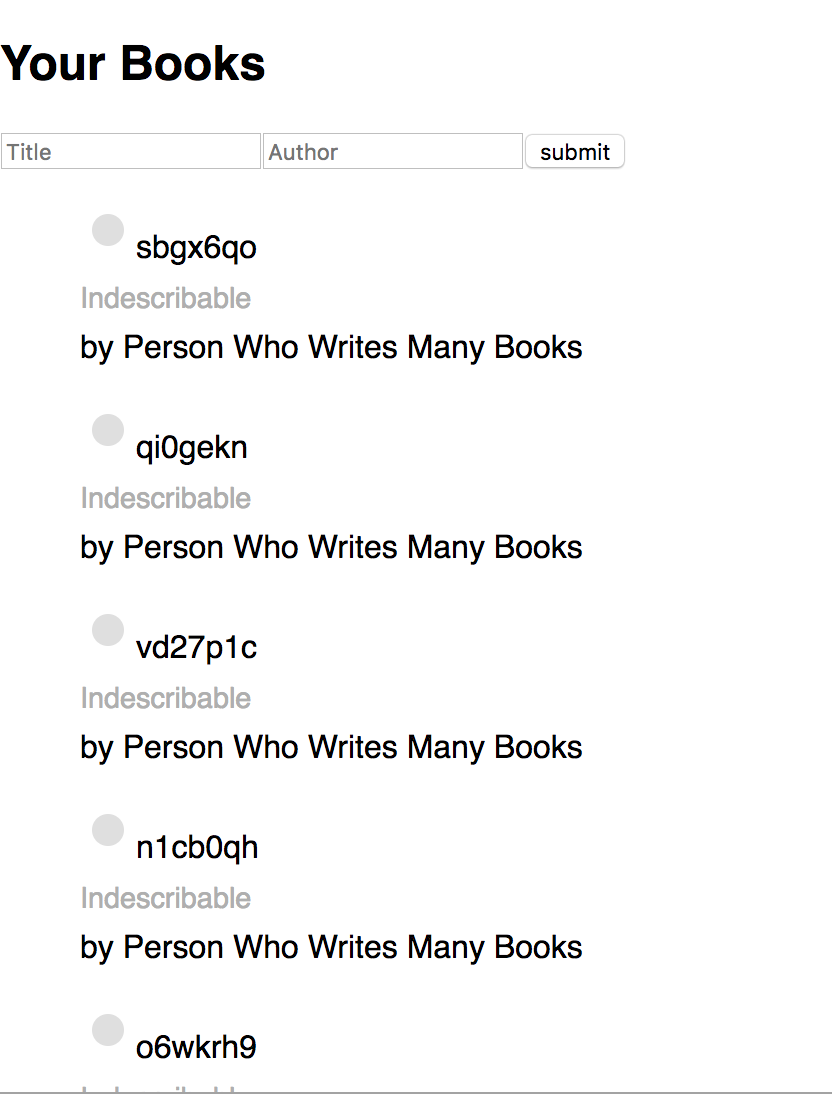 Your Books
Title Author submit
sbgx6qo
Indescribable
by Person Who Writes Many Books
qi0gekn
Indescribable
by Person Who Writes Many Books
vd27p1c
Indescribable
by Person Who Writes Many Books
n1cb0qh
Indescribable
by Person Who Writes Many Books
o6wkrh9